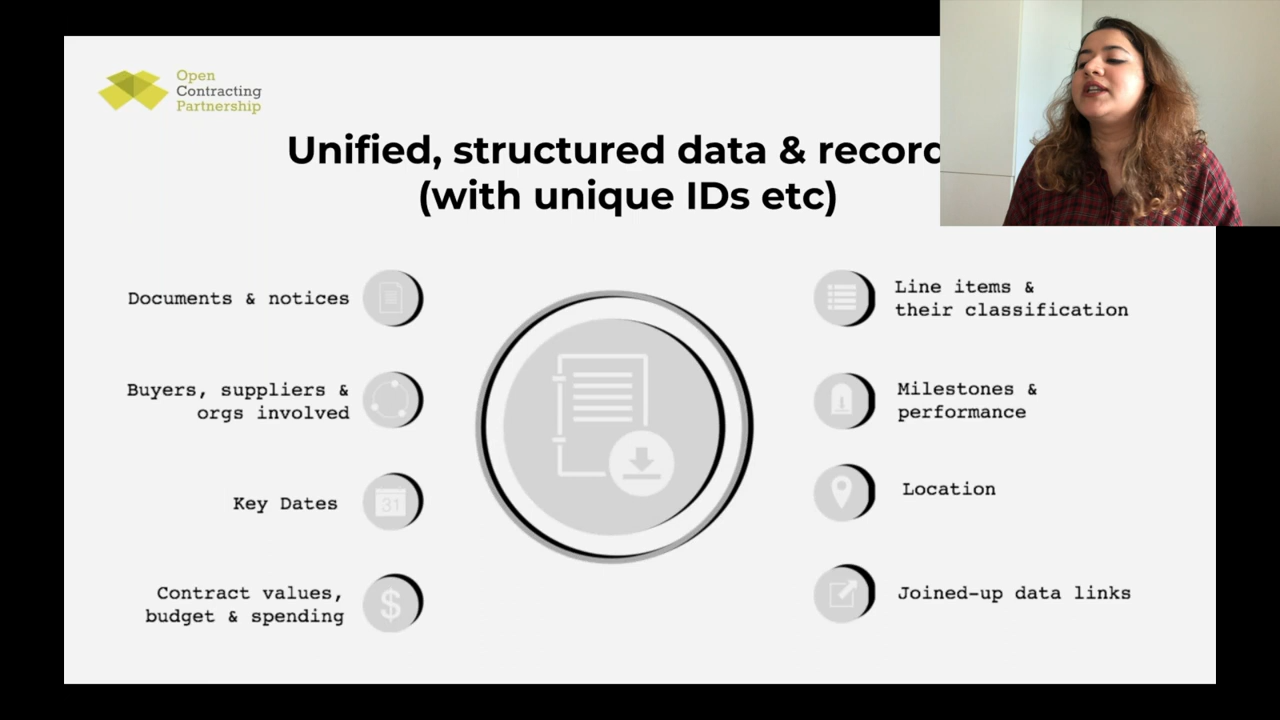 Open
Contracting
Partnership
Unified, structured data & record
(with unique IDs etc)
Documents & notices
Buyers, suppliers &
orgs involved
Key Dates
31
Contract values,
budget & spending
$
Line items &
their classification
Milestones &
performance
Location
Joined-up data links